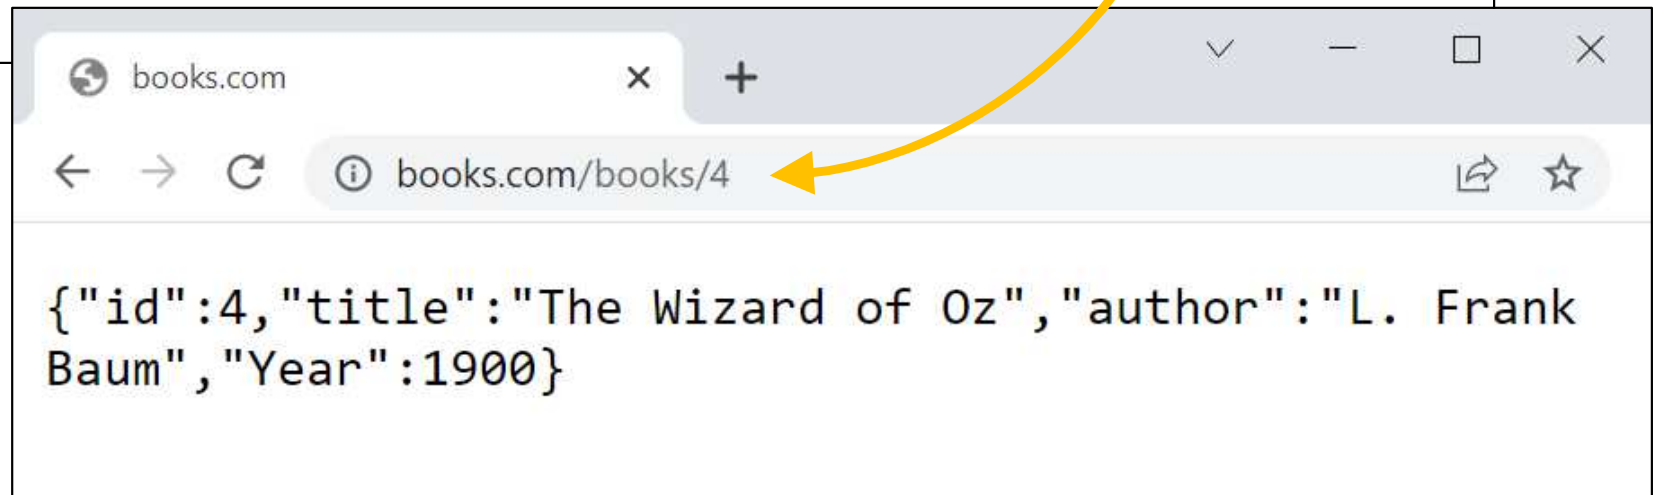 books.com
books.com/books/4
{"id":4,"title":"The Wizard of Oz","author":"L. Frank
Baum","Year":1900}